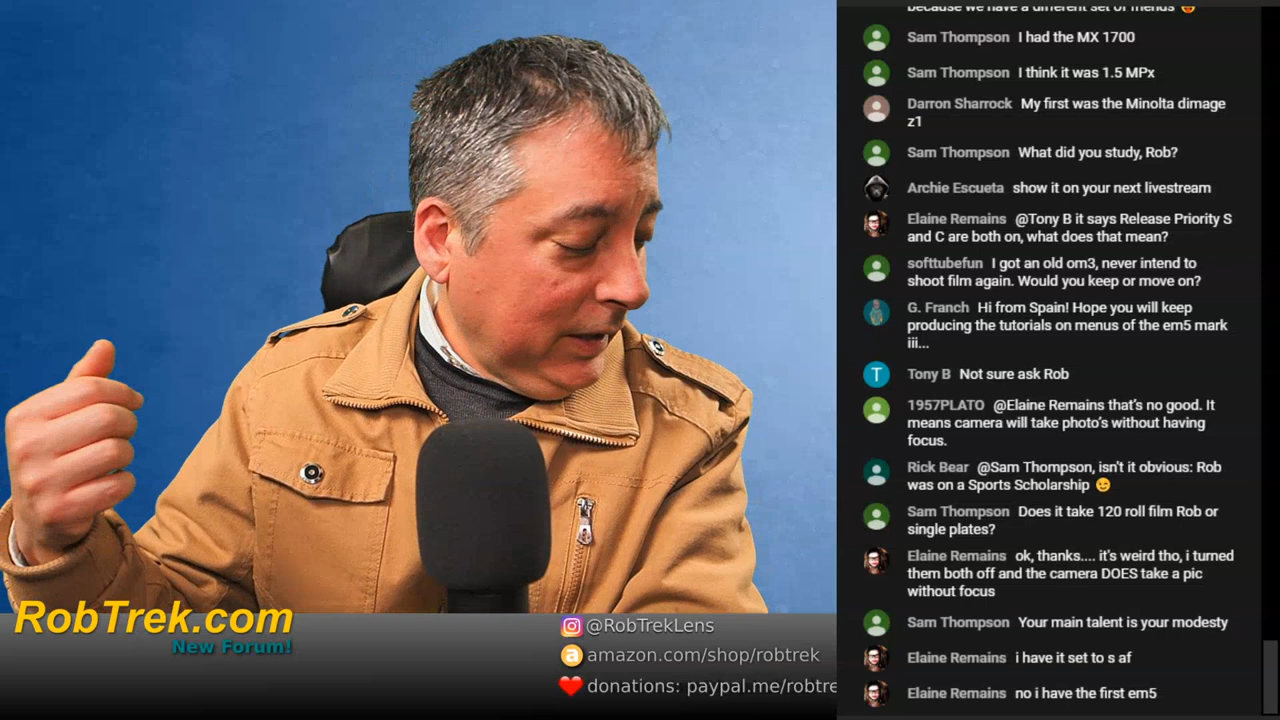 because we have a different set of friends
Sam Thompson I had the MX 1700
Sam Thompson I think it was 1.5 MPx
Darron Sharrock My first was the Minolta dimage
z1
Sam Thompson What did you study, Rob?
Archie Escueta show it on your next livestream
Elaine Remains @Tony B it says Release Priority S
and C are both on, what does that mean?
softtubefun I got an old om3, never intend to
shoot film again. Would you keep or move on?
G. Franch Hi from Spain! Hope you will keep
producing the tutorials on menus of the em5 mark
iii...
T Tony B Not sure ask Rob
1957PLATO @Elaine Remains that's no good. It
means camera will take photo's without having
focus.
Rick Bear @Sam Thompson, isn't it obvious: Rob
was on a Sports Scholarship 😉
Sam Thompson Does it take 120 roll film Rob or
single plates?
Elaine Remains ok, thanks.... it's weird tho, i turned
them both off and the camera DOES take a pic
without focus
Sam Thompson Your main talent is your modesty
Elaine Remains i have it set to s af
Elaine Remains no i have the first em5
RobTrek.com
New Forum!
@RobTrekLens
a amazon.com/shop/robtrek
donations: paypal.me/robtre